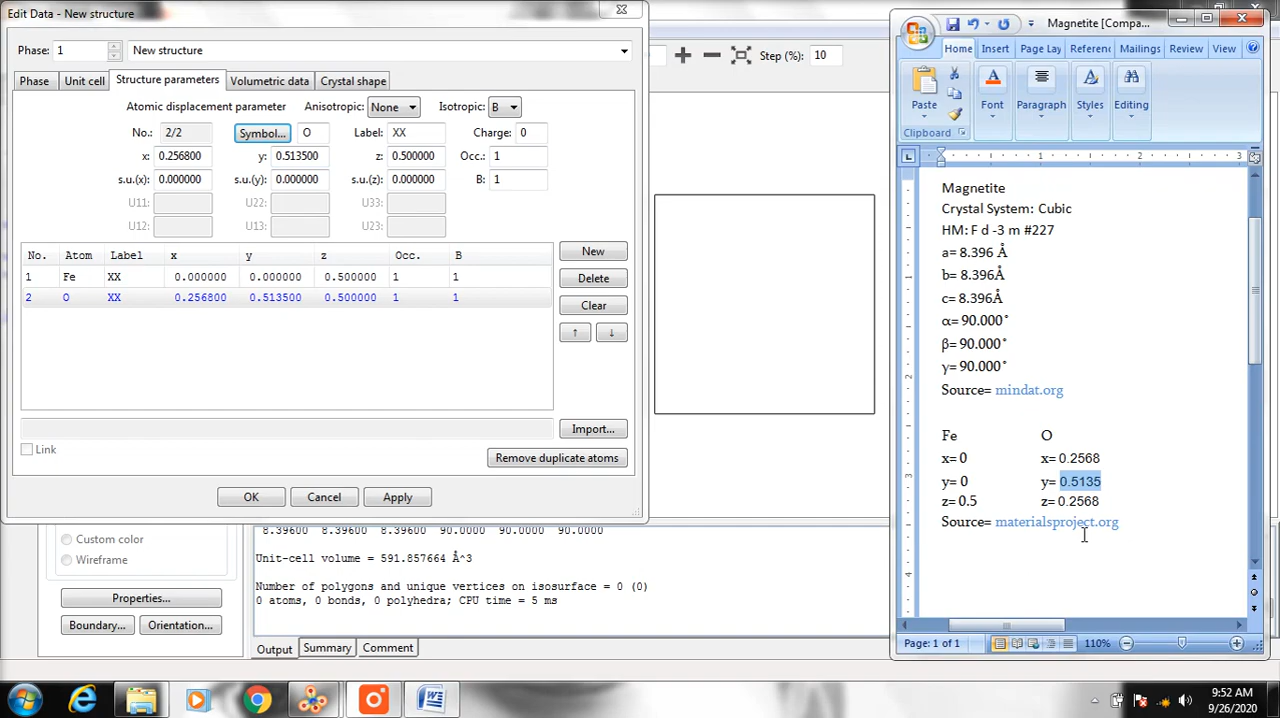 Edit Data - New structure
Phase: 1 New structure
Phase Unit cell Structure parameters Volumetric data Crystal shape
Atomic displacement parameter Anisotropic: None Isotropic: B
No.: 2/2 Symbol... O Label: XX Charge: 0
x: 0.256800 y: 0.513500 z: 0.500000 Occ.: 1
s.u.(x): 0.000000 s.u.(y): 0.000000 s.u.(z): 0.000000 B: 1
U11: U22: U33:
U12: U13: U23:
No. Atom Label x y z Occ. B
1 Fe XX 0.000000 0.000000 0.500000 1 1
2 O XX 0.256800 0.513500 0.500000 1 1
New
Delete
Clear
↑ ↓
Import...
Link
Remove duplicate atoms
OK Cancel Apply
Step (%): 10
Custom color
Wireframe
Properties...
Boundary... Orientation...
8.39600 8.39600 8.39600 90.0000 90.0000 90.0000
Unit-cell volume = 591.857664 Å^3
Number of polygons and unique vertices on isosurface = 0 (0)
0 atoms, 0 bonds, 0 polyhedra; CPU time = 5 ms
Output Summary Comment
Magnetite [Compa...
Home Insert Page Lay Referenc Mailings Review View
Paste Font Paragraph Styles Editing
Clipboard
1 2 3
Magnetite
Crystal System: Cubic
HM: F d -3 m #227
a= 8.396 Å
b= 8.396Å
c= 8.396Å
α= 90.000°
β= 90.000°
γ= 90.000°
Source= mindat.org
Fe O
x= 0 x= 0.2568
y= 0 y= 0.5135
z= 0.5 z= 0.2568
Source= materialsproject.org
Page: 1 of 1 110%
9:52 AM
9/26/2020